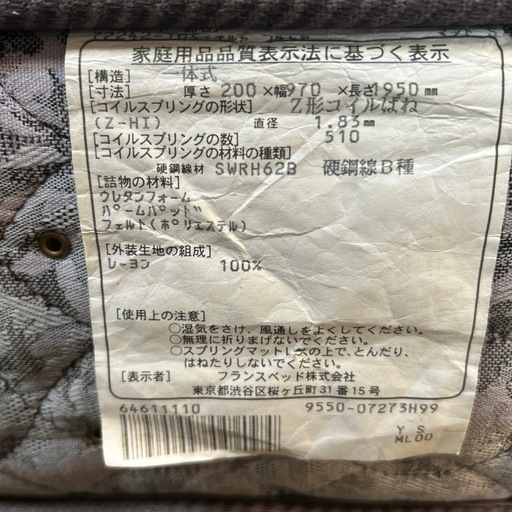 家庭用品品質表示法に基づく表示
[構造] 一体式
[寸法] 厚さ 200 ×幅970 ×長さ1950 mm
[コイルスプリングの形状] Z形コイルばね
(Z-HI) 直径 1.83mm
[コイルスプリングの数] 510
[コイルスプリングの材料の種類]
硬鋼線材 SWRH62B 硬鋼線B種
[詰物の材料]
ウレタンフォーム
パームパッド
フェルト(ポリエステル)
[外装生地の組成]
レーヨン 100%
[使用上の注意]
○湿気をさけ、風通しをよくしてください。
○無理に折りまげないでください。
○スプリングマットレスの上で、とんだり、
はねたりしないでください。
[表示者] フランスベッド株式会社
東京都渋谷区桜ヶ丘町31番15号
64611110 9550-07273H99
Y S
ML00